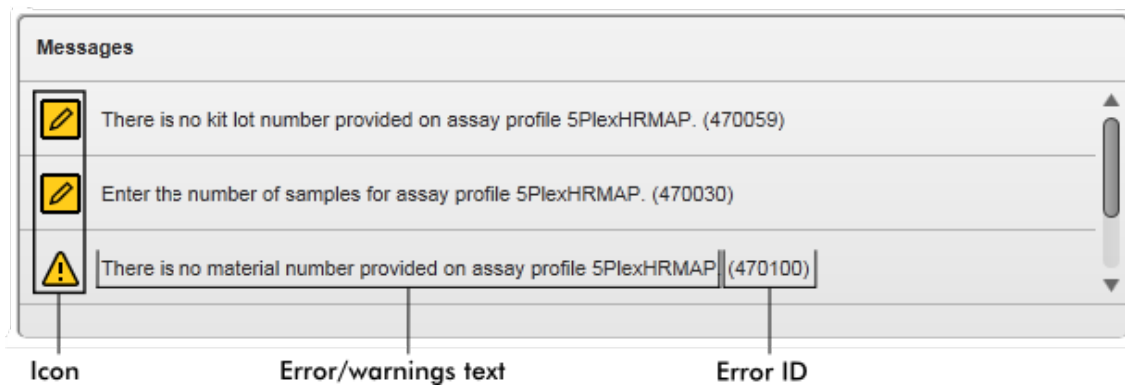 Messages
There is no kit lot number provided on assay profile 5PlexHRMAP. (470059)
Enter the number of samples for assay profile 5PlexHRMAP. (470030)
There is no material number provided on assay profile 5PlexHRMAP. (470100)
Icon Error/warnings text Error ID